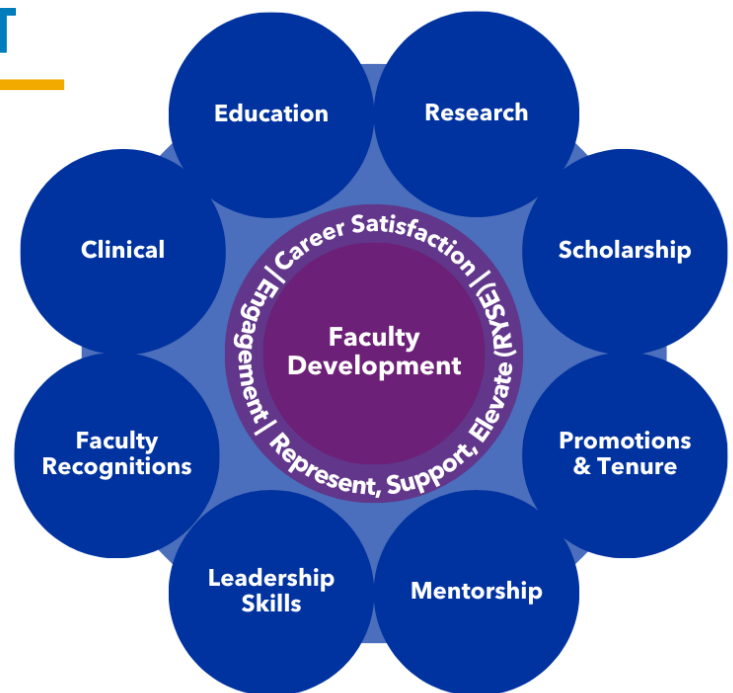 T
Education
Research
Clinical
Scholarship
| Career Satisfaction |
Engagement | Represent, Support, Elevate (RYSE)
Faculty
Development
Faculty
Recognitions
Promotions
& Tenure
Leadership
Skills
Mentorship